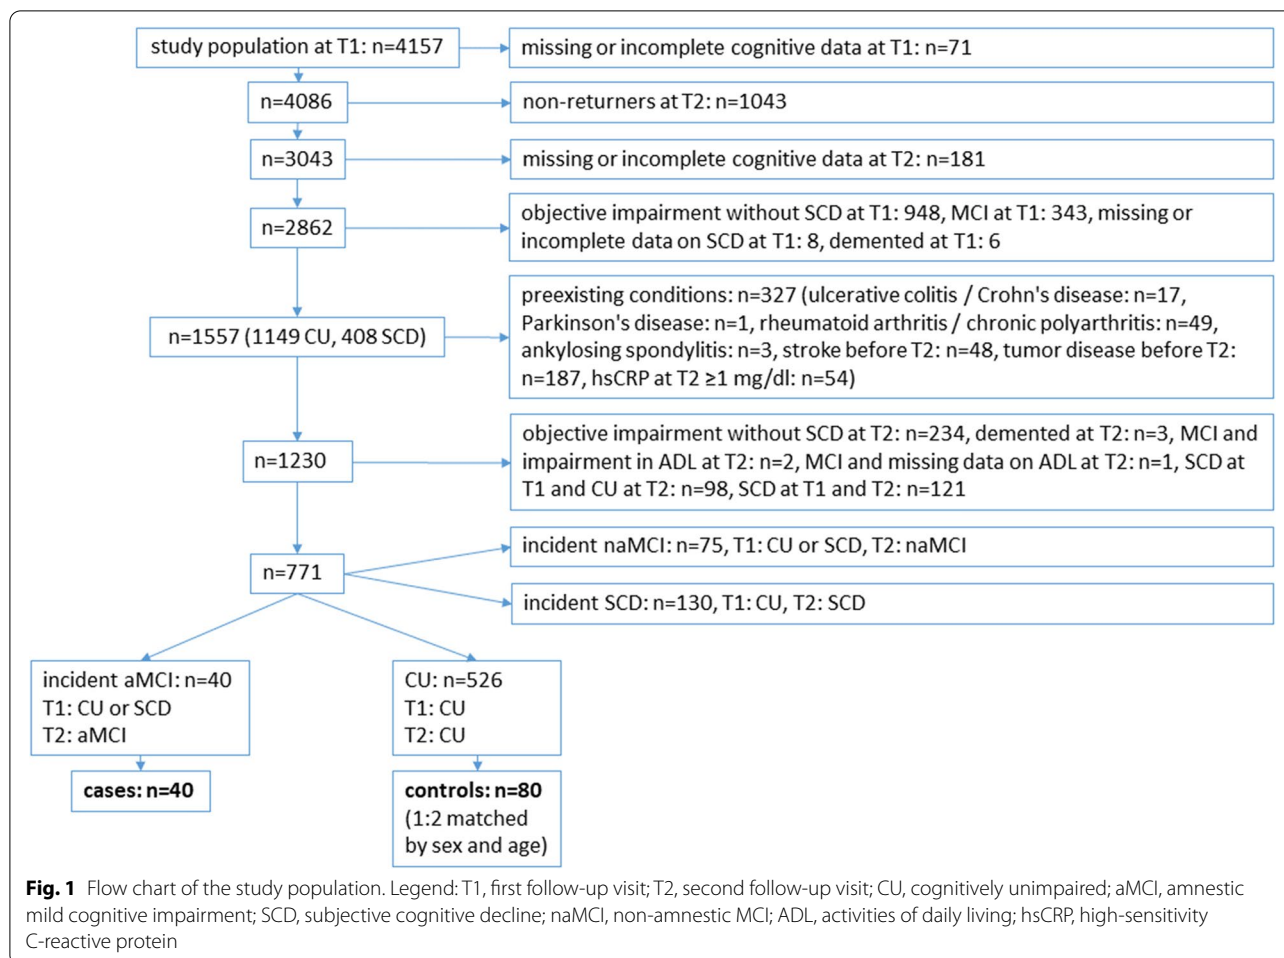 study population at T1: n=4157
missing or incomplete cognitive data at T1: n=71
n=4086
non-returners at T2: n=1043
n=3043
missing or incomplete cognitive data at T2: n=181
n=2862
objective impairment without SCD at T1: 948, MCI at T1: 343, missing or
incomplete data on SCD at T1: 8, demented at T1: 6
n=1557 (1149 CU, 408 SCD)
preexisting conditions: n=327 (ulcerative colitis / Crohn's disease: n=17,
Parkinson's disease: n=1, rheumatoid arthritis / chronic polyarthritis: n=49,
ankylosing spondylitis: n=3, stroke before T2: n=48, tumor disease before T2:
n=187, hsCRP at T2 ≥1 mg/dl: n=54)
n=1230
objective impairment without SCD at T2: n=234, demented at T2: n=3, MCI and
impairment in ADL at T2: n=2, MCI and missing data on ADL at T2: n=1, SCD at
T1 and CU at T2: n=98, SCD at T1 and T2: n=121
n=771
incident naMCI: n=75, T1: CU or SCD, T2: naMCI
incident SCD: n=130, T1: CU, T2: SCD
incident aMCI: n=40
T1: CU or SCD
T2: aMCI
CU: n=526
T1: CU
T2: CU
cases: n=40
controls: n=80
(1:2 matched
by sex and age)
Fig. 1 Flow chart of the study population. Legend: T1, first follow-up visit; T2, second follow-up visit; CU, cognitively unimpaired; aMCI, amnestic
mild cognitive impairment; SCD, subjective cognitive decline; naMCI, non-amnestic MCI; ADL, activities of daily living; hsCRP, high-sensitivity
C-reactive protein